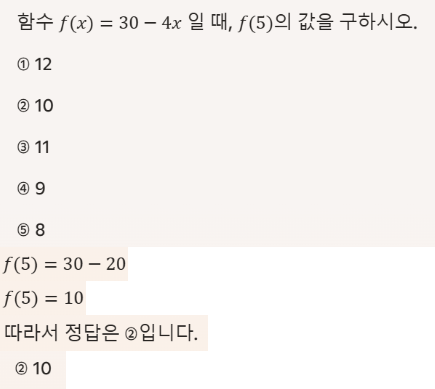 함수 f(x) = 30 − 4x 일 때, f(5)의 값을 구하시오.
① 12
② 10
③ 11
④ 9
⑤ 8
f(5) = 30 − 20
f(5) = 10
따라서 정답은 ②입니다.
② 10